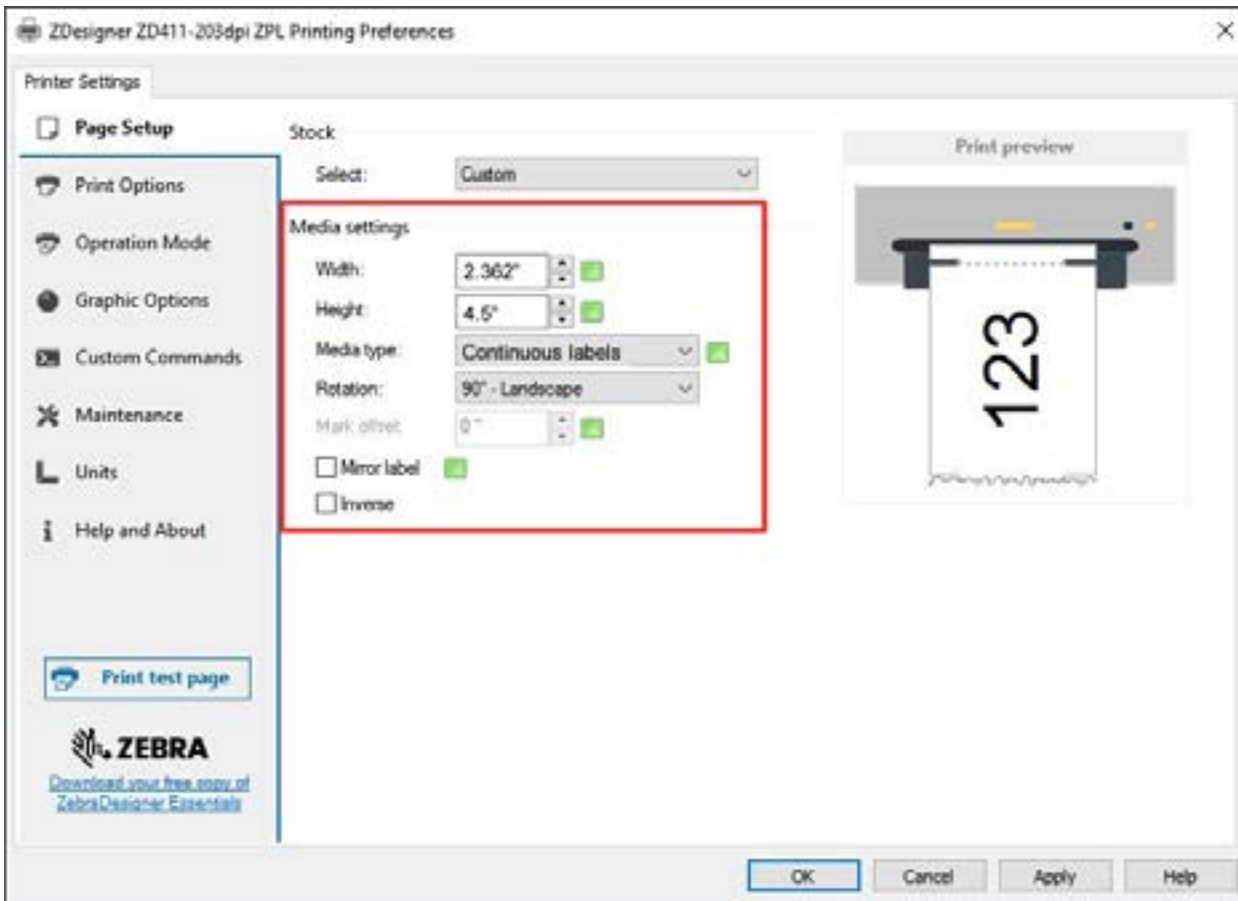 ZDesigner ZD411-203dpi ZPL Printing Preferences
Printer Settings
Page Setup
Print Options
Operation Mode
Graphic Options
Custom Commands
Maintenance
Units
Help and About
Print test page
ZEBRA
Download your free copy of
ZebraDesigner Essentials
Stock
Select: Custom
Media settings
Width: 2.362"
Height: 4.5"
Media type: Continuous labels
Rotation: 90° - Landscape
Mark offset: 0 "
Mirror label
Inverse
Print preview
123
OK Cancel Apply Help